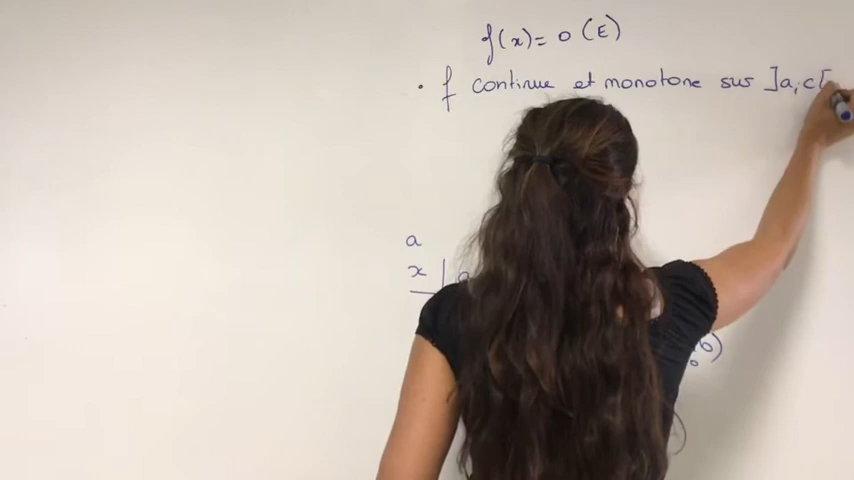 f(x)= 0 (E)
• f continue et monotone sur ]a, c[
a
x | a
b)